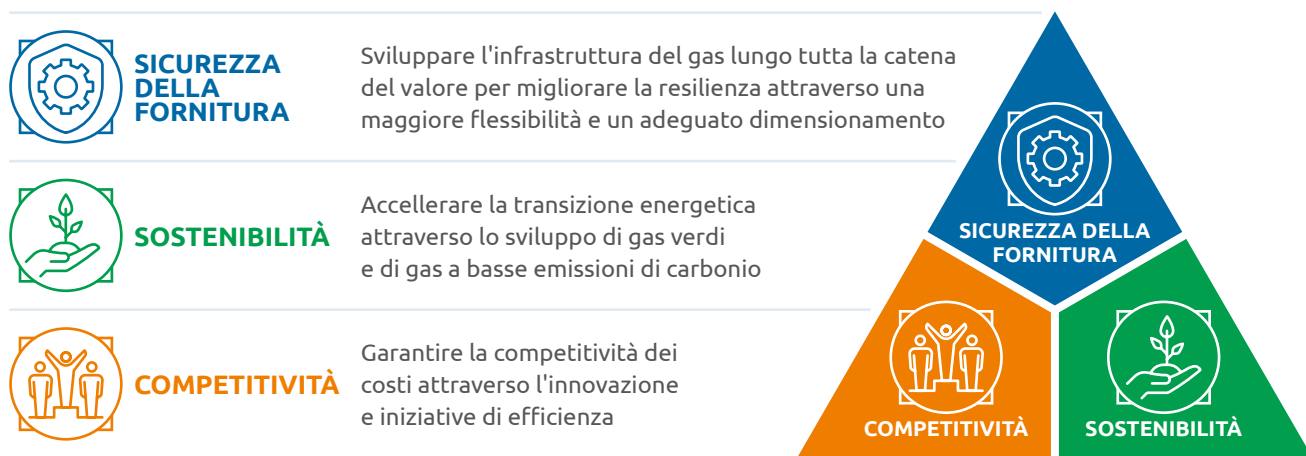 SICUREZZA
DELLA
FORNITURA
Sviluppare l'infrastruttura del gas lungo tutta la catena
del valore per migliorare la resilienza attraverso una
maggiore flessibilità e un adeguato dimensionamento
SOSTENIBILITÀ
Accellerare la transizione energetica
attraverso lo sviluppo di gas verdi
e di gas a basse emissioni di carbonio
COMPETITIVITÀ
Garantire la competitività dei
costi attraverso l'innovazione
e iniziative di efficienza
SICUREZZA DELLA
FORNITURA
COMPETITIVITÀ
SOSTENIBILITÀ